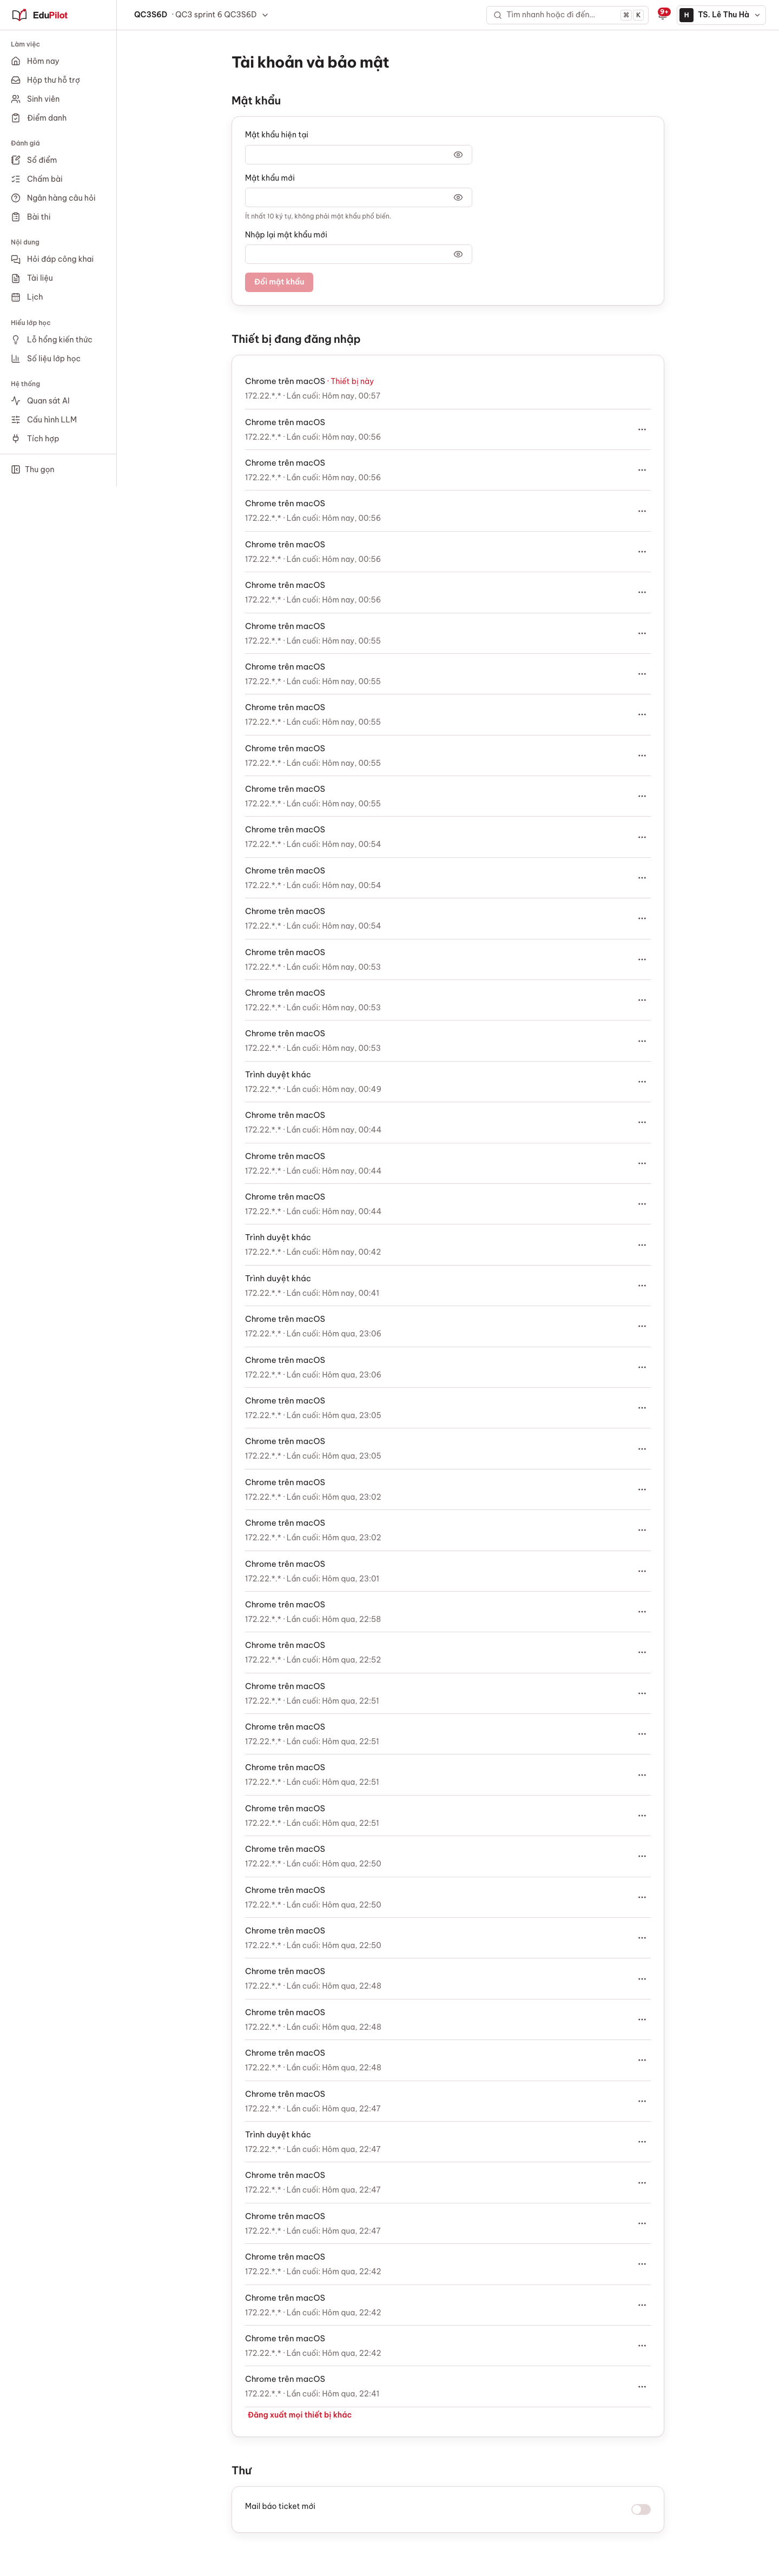 EduPilot
QC3S6D · QC3 sprint 6 QC3S6D
Tìm nhanh hoặc đi đến...
⌘ K
9+
H
TS. Lê Thu Hà
Làm việc
Hôm nay
Hộp thư hỗ trợ
Sinh viên
Điểm danh
Đánh giá
Sổ điểm
Chấm bài
Ngân hàng câu hỏi
Bài thi
Nội dung
Hỏi đáp công khai
Tài liệu
Lịch
Hiểu lớp học
Lỗ hổng kiến thức
Số liệu lớp học
Hệ thống
Quan sát AI
Cấu hình LLM
Tích hợp
Thu gọn
Tài khoản và bảo mật
Mật khẩu
Mật khẩu hiện tại
Mật khẩu mới
Ít nhất 10 ký tự, không phải mật khẩu phổ biến.
Nhập lại mật khẩu mới
Đổi mật khẩu
Thiết bị đang đăng nhập
Chrome trên macOS · Thiết bị này
172.22.*.* · Lần cuối: Hôm nay, 00:57
Chrome trên macOS
172.22.*.* · Lần cuối: Hôm nay, 00:56
Chrome trên macOS
172.22.*.* · Lần cuối: Hôm nay, 00:56
Chrome trên macOS
172.22.*.* · Lần cuối: Hôm nay, 00:56
Chrome trên macOS
172.22.*.* · Lần cuối: Hôm nay, 00:56
Chrome trên macOS
172.22.*.* · Lần cuối: Hôm nay, 00:56
Chrome trên macOS
172.22.*.* · Lần cuối: Hôm nay, 00:55
Chrome trên macOS
172.22.*.* · Lần cuối: Hôm nay, 00:55
Chrome trên macOS
172.22.*.* · Lần cuối: Hôm nay, 00:55
Chrome trên macOS
172.22.*.* · Lần cuối: Hôm nay, 00:55
Chrome trên macOS
172.22.*.* · Lần cuối: Hôm nay, 00:55
Chrome trên macOS
172.22.*.* · Lần cuối: Hôm nay, 00:54
Chrome trên macOS
172.22.*.* · Lần cuối: Hôm nay, 00:54
Chrome trên macOS
172.22.*.* · Lần cuối: Hôm nay, 00:54
Chrome trên macOS
172.22.*.* · Lần cuối: Hôm nay, 00:53
Chrome trên macOS
172.22.*.* · Lần cuối: Hôm nay, 00:53
Chrome trên macOS
172.22.*.* · Lần cuối: Hôm nay, 00:53
Trình duyệt khác
172.22.*.* · Lần cuối: Hôm nay, 00:49
Chrome trên macOS
172.22.*.* · Lần cuối: Hôm nay, 00:44
Chrome trên macOS
172.22.*.* · Lần cuối: Hôm nay, 00:44
Chrome trên macOS
172.22.*.* · Lần cuối: Hôm nay, 00:44
Trình duyệt khác
172.22.*.* · Lần cuối: Hôm nay, 00:42
Trình duyệt khác
172.22.*.* · Lần cuối: Hôm nay, 00:41
Chrome trên macOS
172.22.*.* · Lần cuối: Hôm qua, 23:06
Chrome trên macOS
172.22.*.* · Lần cuối: Hôm qua, 23:06
Chrome trên macOS
172.22.*.* · Lần cuối: Hôm qua, 23:05
Chrome trên macOS
172.22.*.* · Lần cuối: Hôm qua, 23:05
Chrome trên macOS
172.22.*.* · Lần cuối: Hôm qua, 23:02
Chrome trên macOS
172.22.*.* · Lần cuối: Hôm qua, 23:02
Chrome trên macOS
172.22.*.* · Lần cuối: Hôm qua, 23:01
Chrome trên macOS
172.22.*.* · Lần cuối: Hôm qua, 22:58
Chrome trên macOS
172.22.*.* · Lần cuối: Hôm qua, 22:52
Chrome trên macOS
172.22.*.* · Lần cuối: Hôm qua, 22:51
Chrome trên macOS
172.22.*.* · Lần cuối: Hôm qua, 22:51
Chrome trên macOS
172.22.*.* · Lần cuối: Hôm qua, 22:51
Chrome trên macOS
172.22.*.* · Lần cuối: Hôm qua, 22:51
Chrome trên macOS
172.22.*.* · Lần cuối: Hôm qua, 22:50
Chrome trên macOS
172.22.*.* · Lần cuối: Hôm qua, 22:50
Chrome trên macOS
172.22.*.* · Lần cuối: Hôm qua, 22:50
Chrome trên macOS
172.22.*.* · Lần cuối: Hôm qua, 22:48
Chrome trên macOS
172.22.*.* · Lần cuối: Hôm qua, 22:48
Chrome trên macOS
172.22.*.* · Lần cuối: Hôm qua, 22:48
Chrome trên macOS
172.22.*.* · Lần cuối: Hôm qua, 22:47
Trình duyệt khác
172.22.*.* · Lần cuối: Hôm qua, 22:47
Chrome trên macOS
172.22.*.* · Lần cuối: Hôm qua, 22:47
Chrome trên macOS
172.22.*.* · Lần cuối: Hôm qua, 22:47
Chrome trên macOS
172.22.*.* · Lần cuối: Hôm qua, 22:42
Chrome trên macOS
172.22.*.* · Lần cuối: Hôm qua, 22:42
Chrome trên macOS
172.22.*.* · Lần cuối: Hôm qua, 22:42
Chrome trên macOS
172.22.*.* · Lần cuối: Hôm qua, 22:41
Đăng xuất mọi thiết bị khác
Thư
Mail báo ticket mới